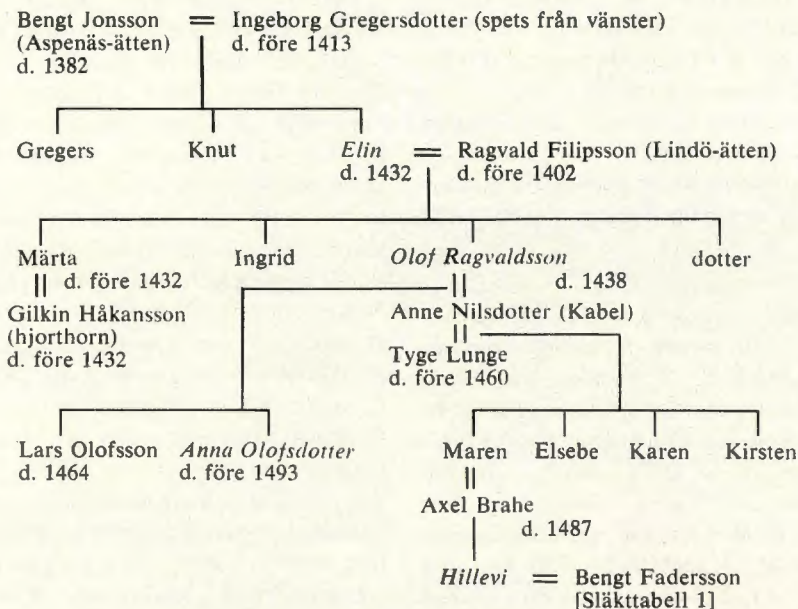 Bengt Jonsson = Ingeborg Gregersdotter (spets från vänster)
(Aspenäs-ätten) d. före 1413
d. 1382
Gregers Knut Elin = Ragvald Filipsson (Lindö-ätten)
d. 1432 d. före 1402
Märta Ingrid Olof Ragvaldsson dotter
d. före 1432 d. 1438
Gilkin Håkansson Anne Nilsdotter (Kabel)
(hjorthorn)
d. före 1432 Tyge Lunge
d. före 1460
Lars Olofsson Anna Olofsdotter Maren Elsebe Karen Kirsten
d. 1464 d. före 1493
Axel Brahe
d. 1487
Hillevi = Bengt Fadersson
[Släkttabell 1]